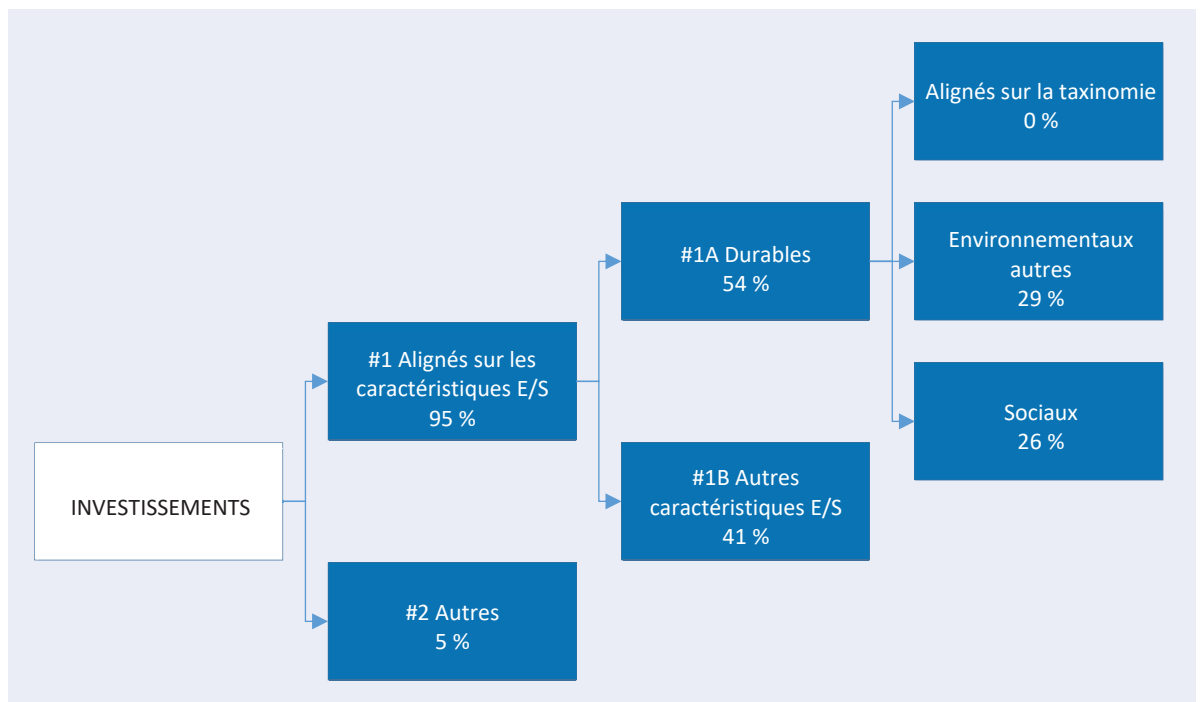 INVESTISSEMENTS
#1 Alignés sur les
caractéristiques E/S
95 %
#2 Autres
5 %
#1A Durables
54 %
#1B Autres
caractéristiques E/S
41 %
Alignés sur la taxinomie
0 %
Environnementaux
autres
29 %
Sociaux
26 %